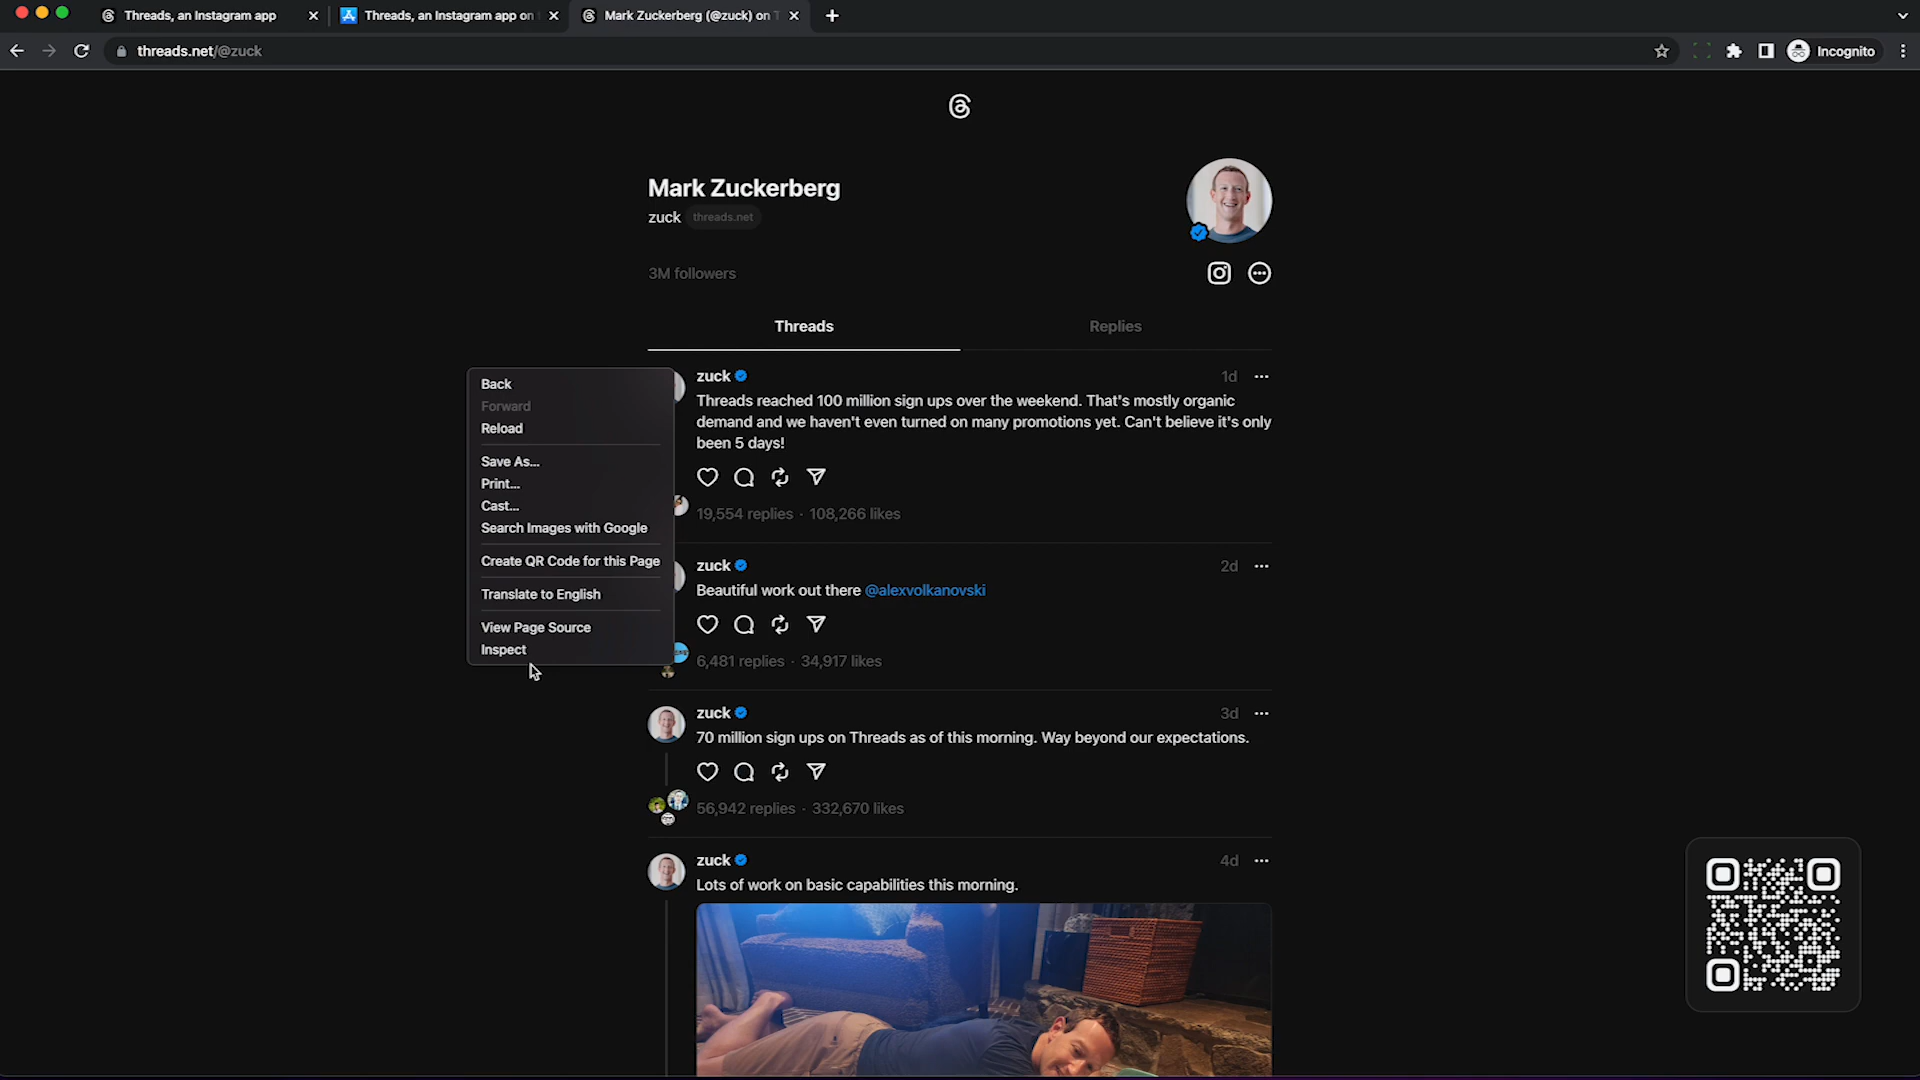 Threads, an Instagram app
Threads, an Instagram app on
Mark Zuckerberg (@zuck) on T
threads.net/@zuck
Incognito
Mark Zuckerberg
zuck threads.net
3M followers
Threads
Replies
Back
Forward
Reload
Save As...
Print...
Cast...
Search Images with Google
Create QR Code for this Page
Translate to English
View Page Source
Inspect
zuck 1d
Threads reached 100 million sign ups over the weekend. That's mostly organic
demand and we haven't even turned on many promotions yet. Can't believe it's only
been 5 days!
19,554 replies · 108,266 likes
zuck 2d
Beautiful work out there @alexvolkanovski
6,481 replies · 34,917 likes
zuck 3d
70 million sign ups on Threads as of this morning. Way beyond our expectations.
56,942 replies · 332,670 likes
zuck 4d
Lots of work on basic capabilities this morning.